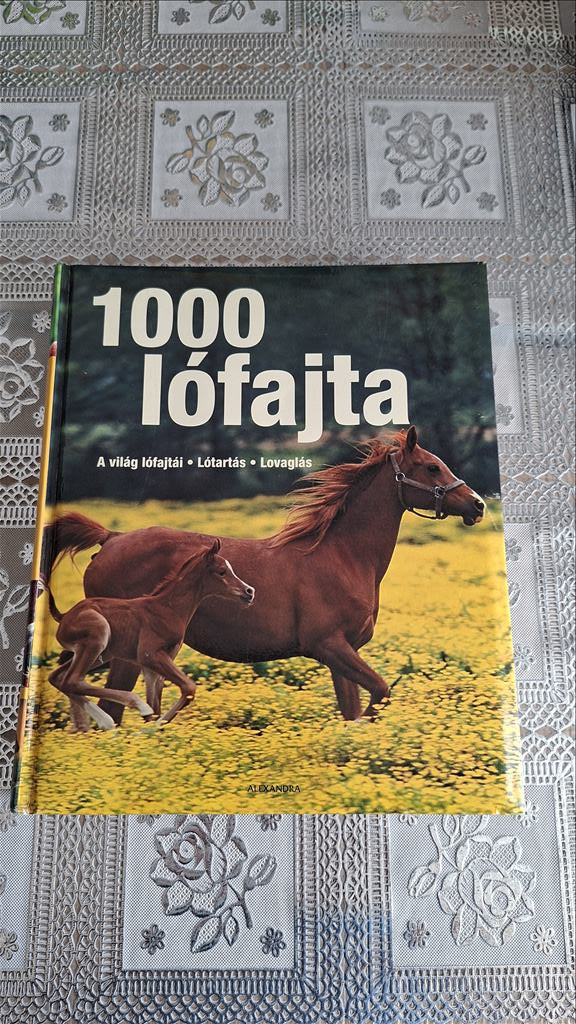 1000
lófajta
A világ lófajtái • Lótartás • Lovaglás
ALEXANDRA